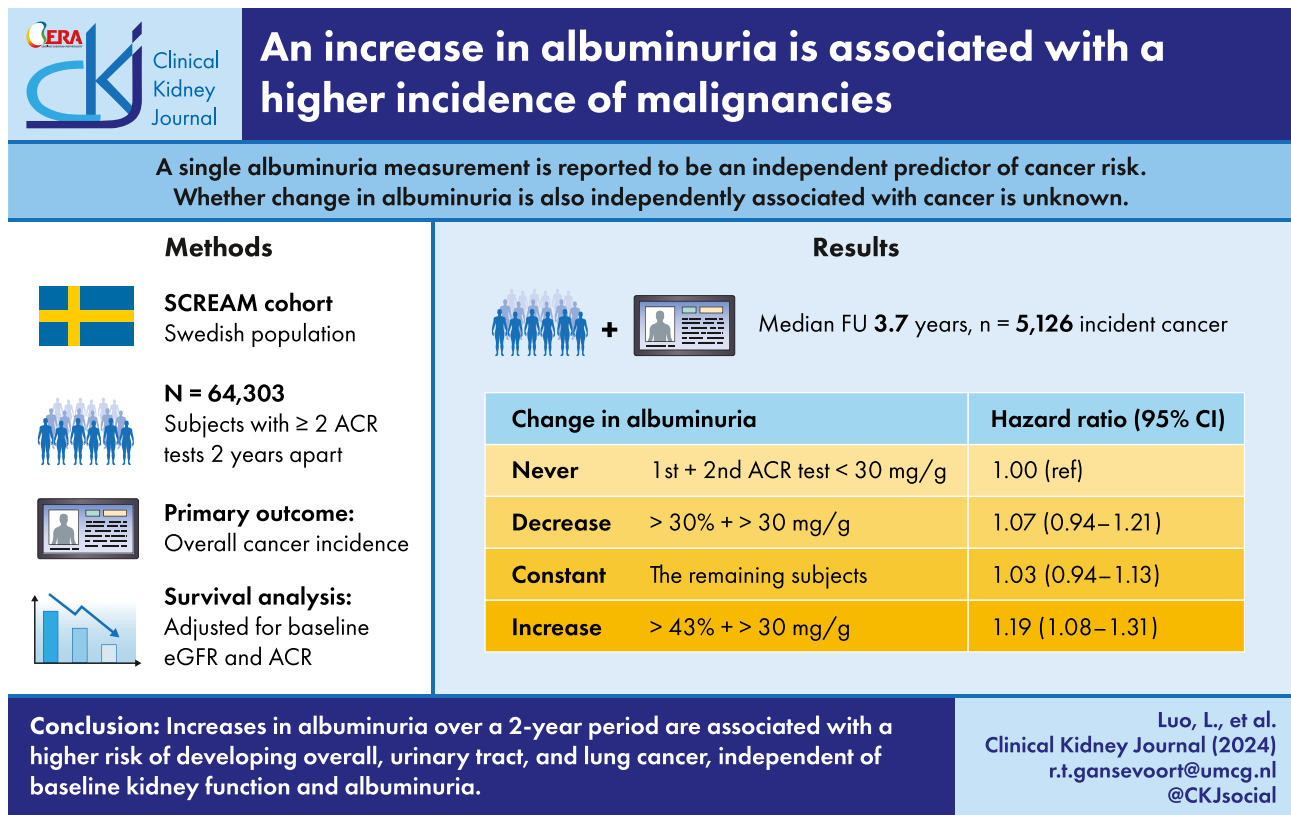 ERA
ckj
Clinical
Kidney
Journal
An increase in albuminuria is associated with a
higher incidence of malignancies
A single albuminuria measurement is reported to be an independent predictor of cancer risk.
Whether change in albuminuria is also independently associated with cancer is unknown.
Methods
SCREAM cohort
Swedish population
N = 64,303
Subjects with ≥ 2 ACR
tests 2 years apart
Primary outcome:
Overall cancer incidence
Survival analysis:
Adjusted for baseline
eGFR and ACR
Results
+ Median FU 3.7 years, n = 5,126 incident cancer
Change in albuminuria Hazard ratio (95% CI)
Never 1st + 2nd ACR test < 30 mg/g 1.00 (ref)
Decrease > 30% + > 30 mg/g 1.07 (0.94–1.21)
Constant The remaining subjects 1.03 (0.94–1.13)
Increase > 43% + > 30 mg/g 1.19 (1.08–1.31)
Conclusion: Increases in albuminuria over a 2-year period are associated with a
higher risk of developing overall, urinary tract, and lung cancer, independent of
baseline kidney function and albuminuria.
Luo, L., et al.
Clinical Kidney Journal (2024)
r.t.gansevoort@umcg.nl
@CKJsocial